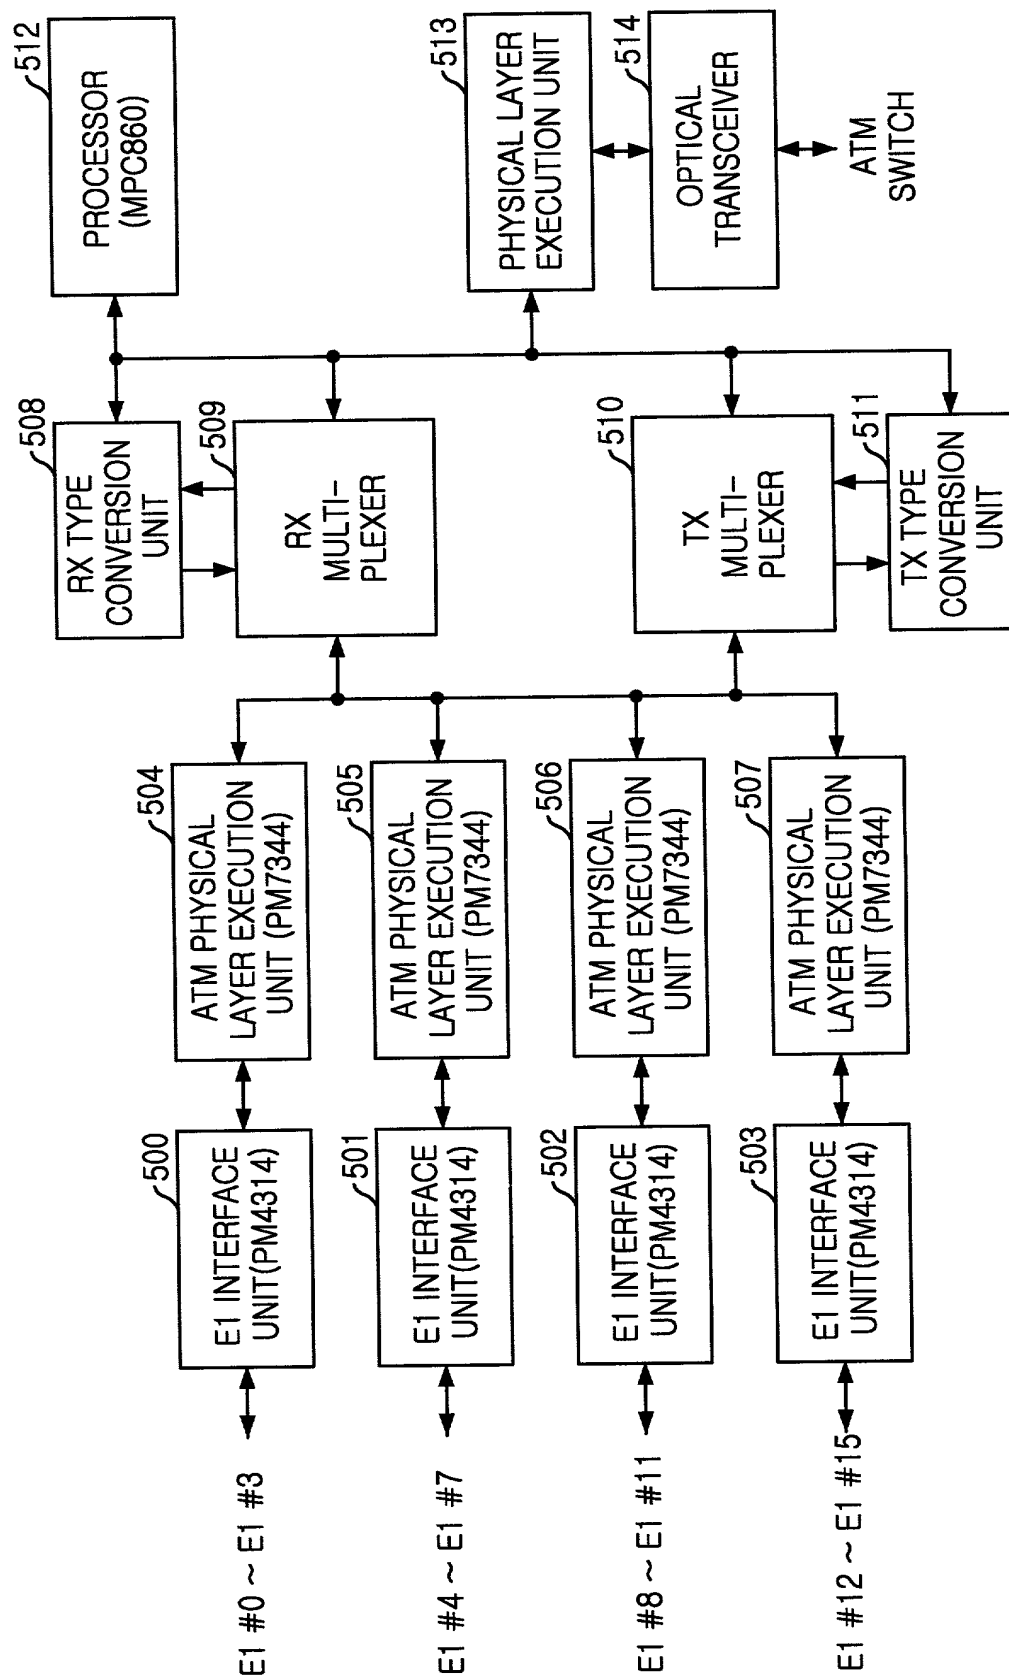 E1 #0 ~ E1 #3
500
E1 INTERFACE
UNIT(PM4314)
504
ATM PHYSICAL
LAYER EXECUTION
UNIT (PM7344)
E1 #4 ~ E1 #7
501
E1 INTERFACE
UNIT(PM4314)
505
ATM PHYSICAL
LAYER EXECUTION
UNIT (PM7344)
E1 #8 ~ E1 #11
502
E1 INTERFACE
UNIT(PM4314)
506
ATM PHYSICAL
LAYER EXECUTION
UNIT (PM7344)
E1 #12 ~ E1 #15
503
E1 INTERFACE
UNIT(PM4314)
507
ATM PHYSICAL
LAYER EXECUTION
UNIT (PM7344)
508
RX TYPE
CONVERSION
UNIT
509
RX
MULTI-
PLEXER
510
TX
MULTI-
PLEXER
511
TX TYPE
CONVERSION
UNIT
512
PROCESSOR
(MPC860)
513
PHYSICAL LAYER
EXECUTION UNIT
514
OPTICAL
TRANSCEIVER
ATM
SWITCH